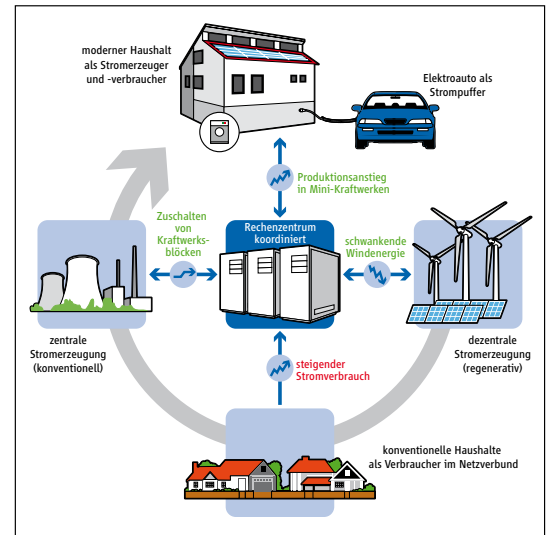 moderner Haushalt
als Stromerzeuger
und -verbraucher
Elektroauto als
Strompuffer
Produktionsanstieg
in Mini-Kraftwerken
Zuschalten
von
Kraftwerks-
blöcken
Rechenzentrum
koordiniert
schwankende
Windenergie
zentrale
Stromerzeugung
(konventionell)
dezentrale
Stromerzeugung
(regenerativ)
steigender
Stromverbrauch
konventionelle Haushalte
als Verbraucher im Netzverbund